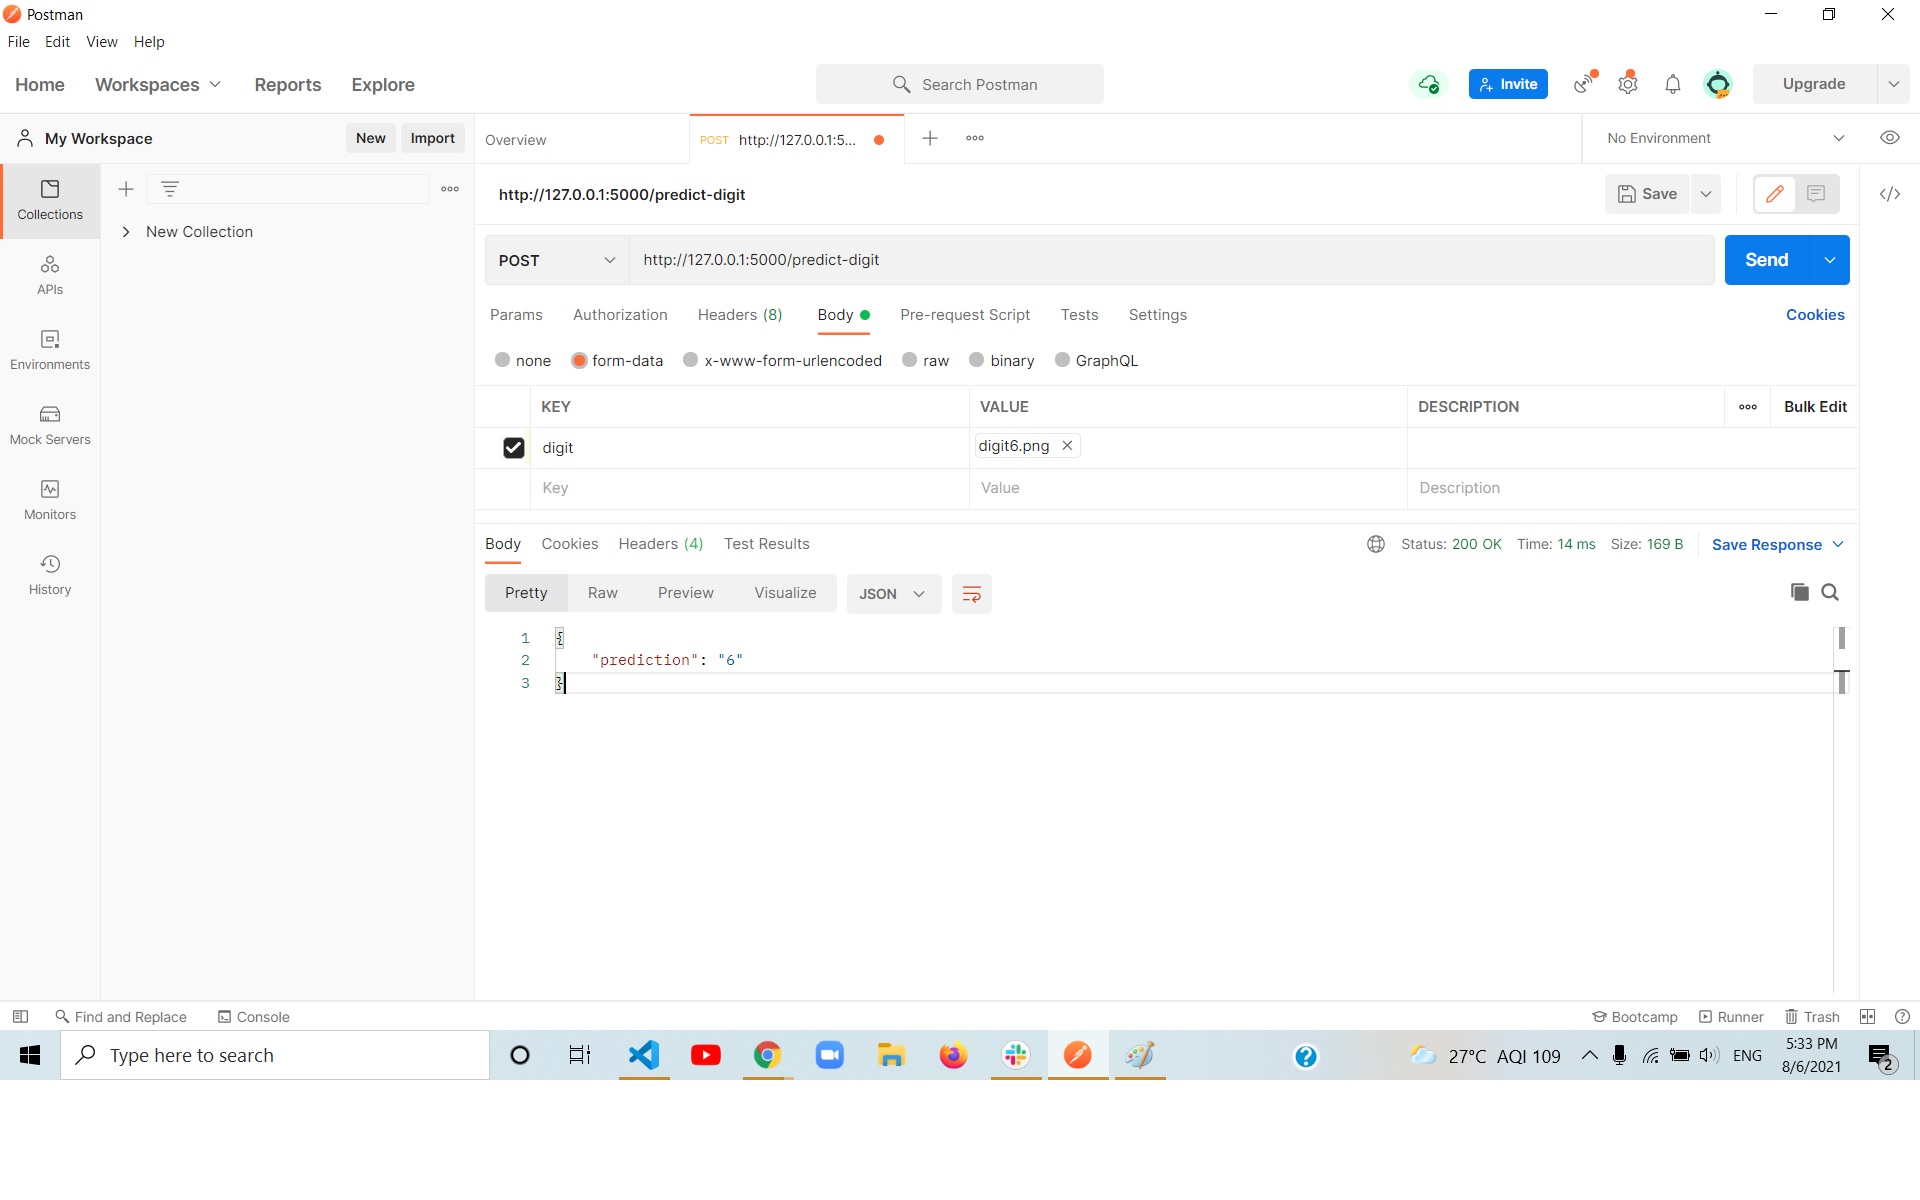 Postman
File Edit View Help
Home Workspaces Reports Explore Search Postman Invite Upgrade
My Workspace New Import Overview POST http://127.0.0.1:5... No Environment
Collections
APIs
Environments
Mock Servers
Monitors
History
New Collection
http://127.0.0.1:5000/predict-digit Save
POST http://127.0.0.1:5000/predict-digit Send
Params Authorization Headers (8) Body Pre-request Script Tests Settings Cookies
none form-data x-www-form-urlencoded raw binary GraphQL
KEY VALUE DESCRIPTION Bulk Edit
digit digit6.png
Key Value Description
Body Cookies Headers (4) Test Results Status: 200 OK Time: 14 ms Size: 169 B Save Response
Pretty Raw Preview Visualize JSON
1 {
2 "prediction": "6"
3 }
Find and Replace Console Bootcamp Runner Trash
Type here to search 27°C AQI 109 ENG 5:33 PM
8/6/2021 2